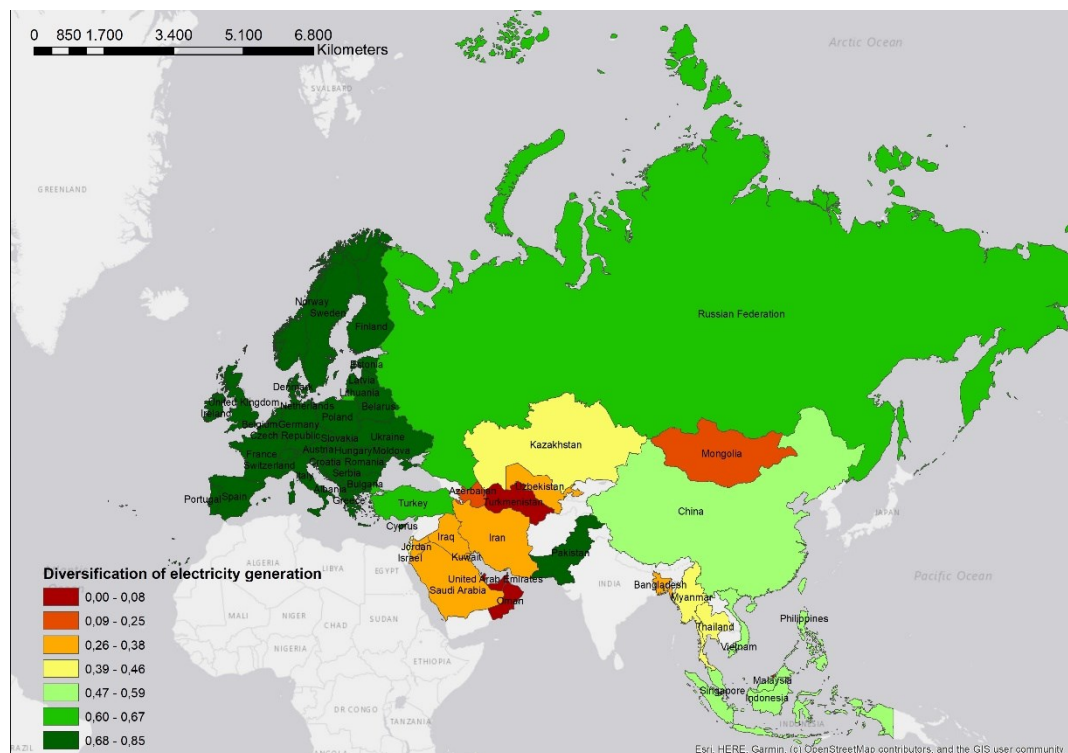 0 850 1.700 3.400 5.100 6.800
Kilometers
Arctic Ocean
SVALBARD
GREENLAND
Norway
Sweden
Finland
Russian Federation
Estonia
Latvia
Lithuania
Denmark
United Kingdom
Netherlands
Ireland
Belarus
Poland
Belgium
Germany
Czech Republic
Slovakia
Ukraine
Austria
Hungary
Moldova
France
Switzerland
Croatia
Romania
Serbia
Bulgaria
Albania
Greece
Portugal
Spain
Kazakhstan
Mongolia
Uzbekistan
Azerbaijan
Turkmenistan
Turkey
Cyprus
China
JAPAN
Iraq
Iran
Jordan
Israel
Kuwait
Pakistan
ALGERIA
LIBYA
EGYPT
United Arab Emirates
Saudi Arabia
Oman
INDIA
Bangladesh
Myanmar
Thailand
Vietnam
Philippines
Pacific Ocean
MALI
NIGER
CHAD
SUDAN
NIGERIA
ETHIOPIA
DR CONGO
TANZANIA
ANGOLA
BRAZIL
Malaysia
Singapore
Indonesia
INDONESIA
Diversification of electricity generation
0,00 - 0,08
0,09 - 0,25
0,26 - 0,38
0,39 - 0,46
0,47 - 0,59
0,60 - 0,67
0,68 - 0,85
Esri, HERE, Garmin, (c) OpenStreetMap contributors, and the GIS user community